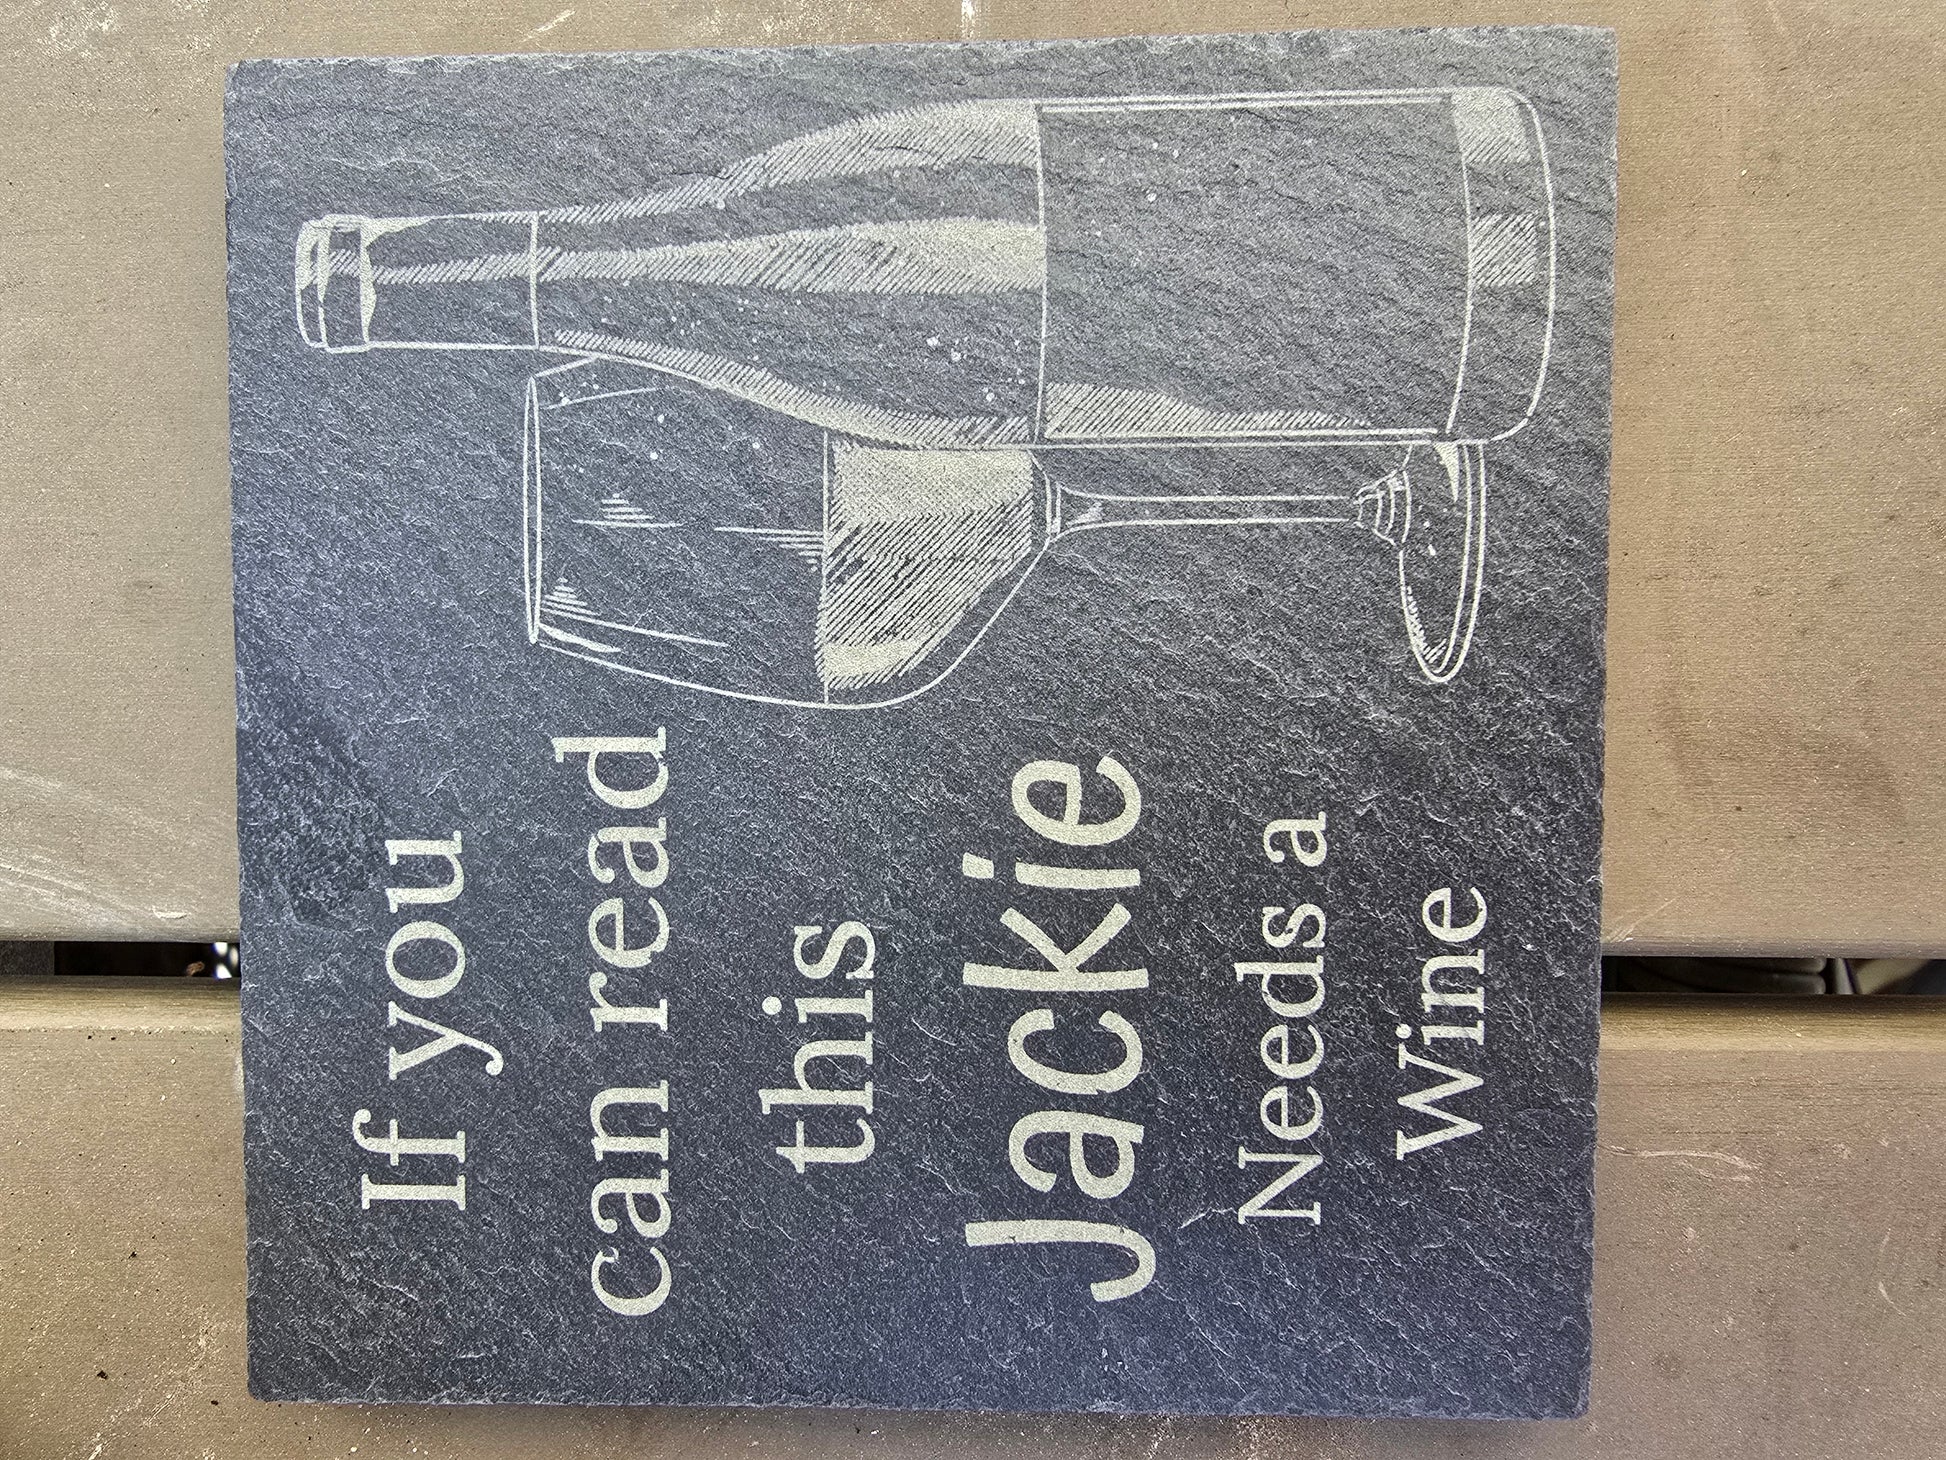 If you
can read
this
Jackie
Needs a
Wine